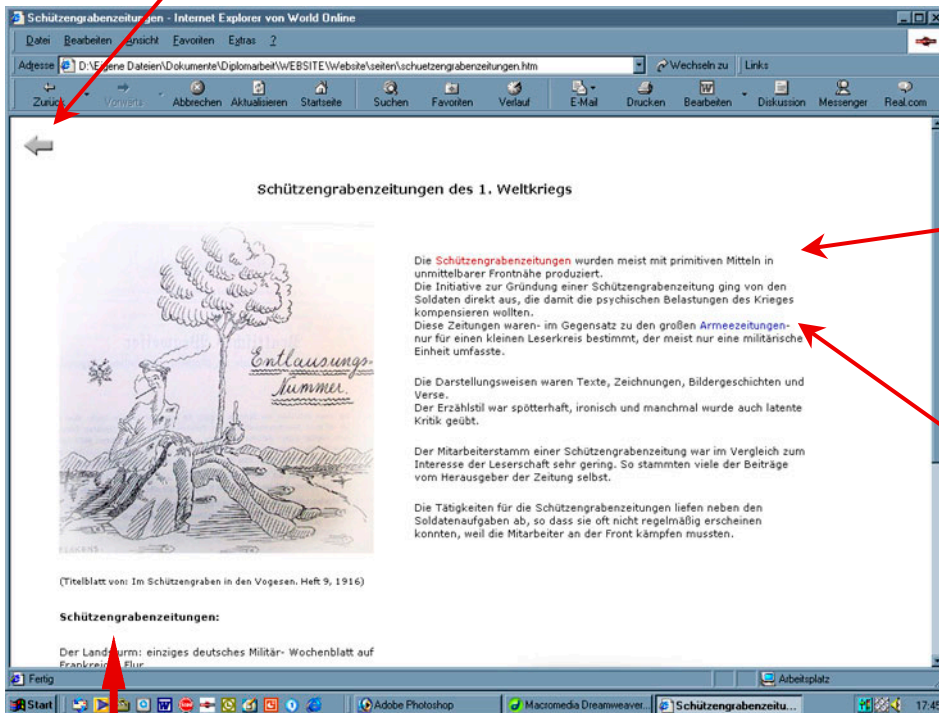 Schützengrabenzeitungen - Internet Explorer von World Online
Datei Bearbeiten Ansicht Favoriten Extras ?
Adresse D:\Eigene Dateien\Dokumente\Diplomarbeit\WEBSITE\Website\seiten\schuetzengrabenzeitungen.htm Wechseln zu Links
Zurück Vorwärts Abbrechen Aktualisieren Startseite Suchen Favoriten Verlauf E-Mail Drucken Bearbeiten Diskussion Messenger Real.com
Schützengrabenzeitungen des 1. Weltkriegs
Entlausungs-
Nummer.
Die Schützengrabenzeitungen wurden meist mit primitiven Mitteln in
unmittelbarer Frontnähe produziert.
Die Initiative zur Gründung einer Schützengrabenzeitung ging von den
Soldaten direkt aus, die damit die psychischen Belastungen des Krieges
kompensieren wollten.
Diese Zeitungen waren- im Gegensatz zu den großen Armeezeitungen-
nur für einen kleinen Leserkreis bestimmt, der meist nur eine militärische
Einheit umfasste.
Die Darstellungsweisen waren Texte, Zeichnungen, Bildergeschichten und
Verse.
Der Erzählstil war spötterhaft, ironisch und manchmal wurde auch latente
Kritik geübt.
Der Mitarbeiterstamm einer Schützengrabenzeitung war im Vergleich zum
Interesse der Leserschaft sehr gering. So stammten viele der Beiträge
vom Herausgeber der Zeitung selbst.
Die Tätigkeiten für die Schützengrabenzeitungen liefen neben den
Soldatenaufgaben ab, so dass sie oft nicht regelmäßig erscheinen
konnten, weil die Mitarbeiter an der Front kämpfen mussten.
(Titelblatt von: Im Schützengraben in den Vogesen. Heft 9, 1916)
Schützengrabenzeitungen:
Der Landsturm: einziges deutsches Militär- Wochenblatt auf
Frankreichs Flur
Fertig Arbeitsplatz
Start Adobe Photoshop Macromedia Dreamweaver... Schützengrabenzeitu... 17:45